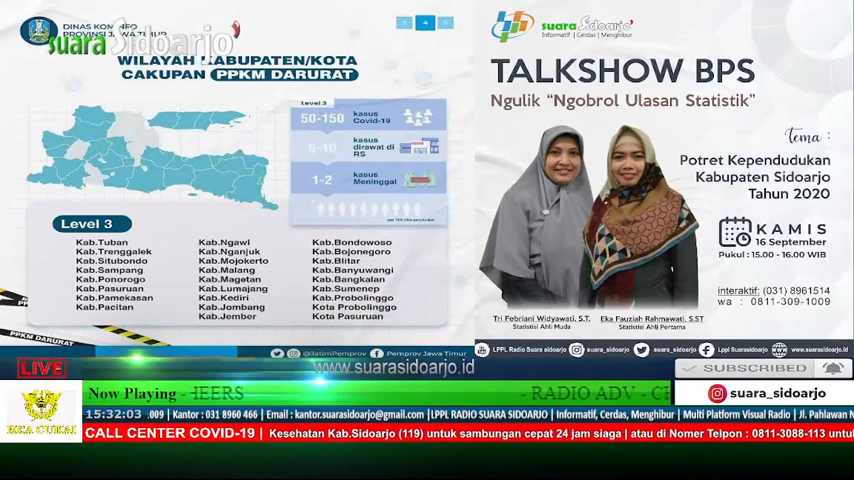 DINAS KOMINFO
PROVINSI JAWA TIMUR
suara Sidoarjo
3 4 5
WILAYAH KABUPATEN/KOTA
CAKUPAN PPKM DARURAT
Level 3
50-150 kasus Covid-19
5-10 kasus dirawat di RS
1-2 kasus Meninggal
Level 3
Kab.Tuban
Kab.Trenggalek
Kab.Situbondo
Kab.Sampang
Kab.Ponorogo
Kab.Pasuruan
Kab.Pamekasan
Kab.Pacitan
Kab.Ngawi
Kab.Nganjuk
Kab.Mojokerto
Kab.Malang
Kab.Magetan
Kab.Lumajang
Kab.Kediri
Kab.Jombang
Kab.Jember
Kab.Bondowoso
Kab.Bojonegoro
Kab.Blitar
Kab.Banyuwangi
Kab.Bangkalan
Kab.Sumenep
Kab.Probolinggo
Kota Probolinggo
Kota Pasuruan
PPKM DARURAT
@JatimPemprov Pemprov Jawa Timur
suara Sidoarjo
Informatif | Cerdas | Menghibur
TALKSHOW BPS
Ngulik "Ngobrol Ulasan Statistik"
tema :
Potret Kependudukan
Kabupaten Sidoarjo
Tahun 2020
KAMIS
16 September
Pukul : 15.00 - 16.00 WIB
interaktif: (031) 8961514
wa : 0811-309-1009
Tri Febriani Widyawati, S.T.
Statistisi Ahli Muda
Eka Fauziah Rahmawati, S.ST
Statistisi Ahli Pertama
LPPL Radio Suara sidoarjo suara_sidoarjo suara_sidoarjo Lppl Suarasidoarjo www.suarasidoarjo.id
LIVE
www.suarasidoarjo.id
SUBSCRIBED
Now Playing - IEERS - RADIO ADV - CH
suara_sidoarjo
BEA CUKAI
15:32:03 .009 | Kantor : 031 8960 466 | Email : kantor.suarasidoarjo@gmail.com |LPPL RADIO SUARA SIDOARJO | Informatif, Cerdas, Menghibur | Multi Platform Visual Radio | Jl. Pahlawan N
CALL CENTER COVID-19 | Kesehatan Kab.Sidoarjo (119) untuk sambungan cepat 24 jam siaga | atau di Nomer Telpon : 0811-3088-113 untul